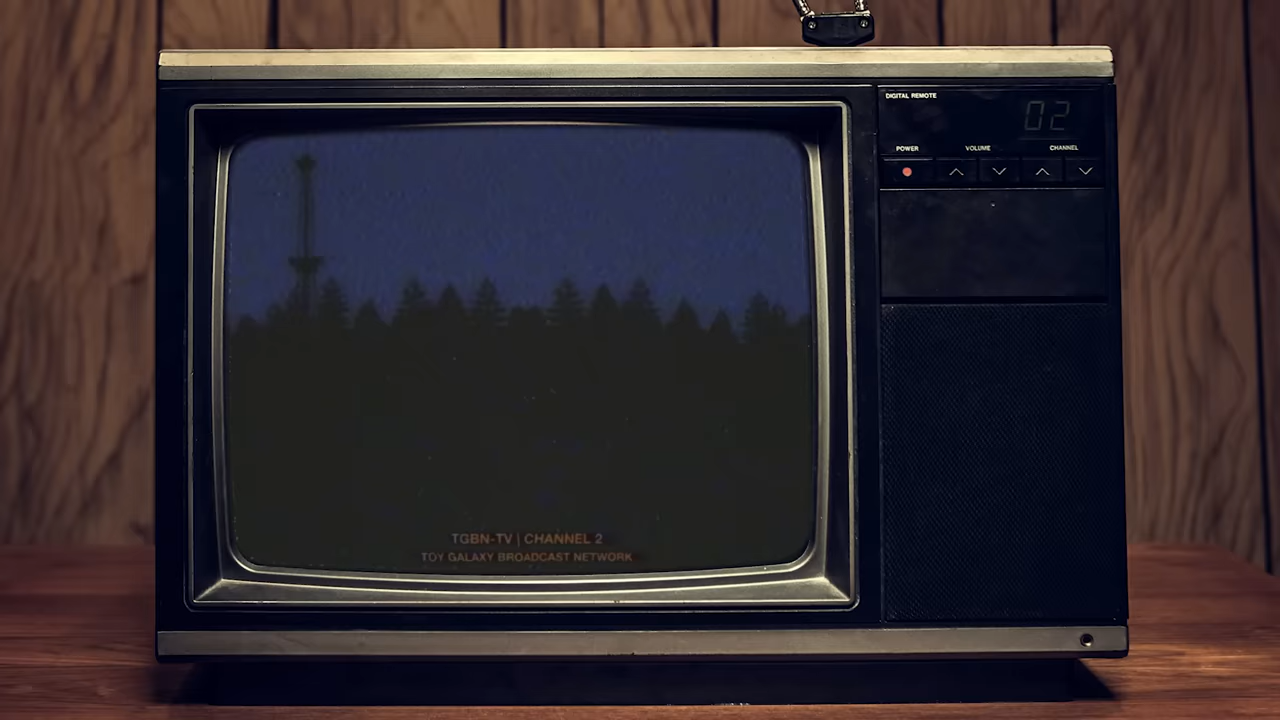 DIGITAL REMOTE
02
POWER VOLUME CHANNEL
TGBN-TV | CHANNEL 2
TOY GALAXY BROADCAST NETWORK